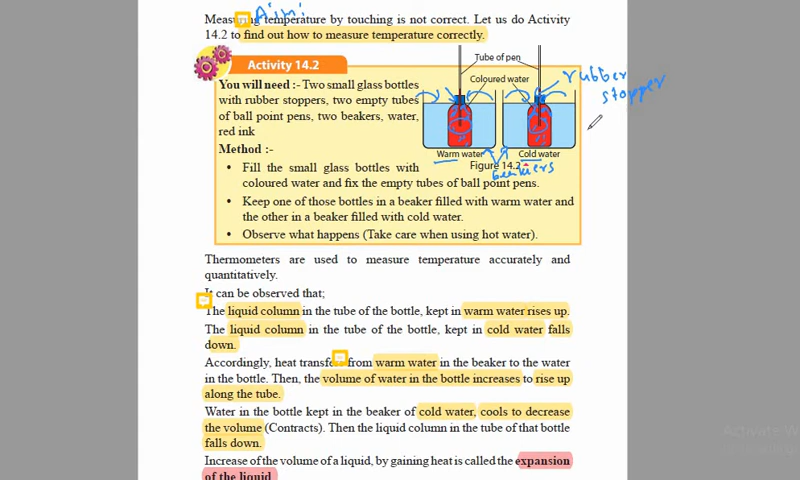 Aim:
Measuring temperature by touching is not correct. Let us do Activity
14.2 to find out how to measure temperature correctly.
Activity 14.2
You will need :- Two small glass bottles
with rubber stoppers, two empty tubes
of ball point pens, two beakers, water,
red ink
Method :-
Fill the small glass bottles with
coloured water and fix the empty tubes of ball point pens.
Keep one of those bottles in a beaker filled with warm water and
the other in a beaker filled with cold water.
Observe what happens (Take care when using hot water).
Tube of pen
Coloured water
rubber
stopper
Warm water
Cold water
Figure 14.2
beakers
Thermometers are used to measure temperature accurately and
quantitatively.
It can be observed that;
The liquid column in the tube of the bottle, kept in warm water rises up.
The liquid column in the tube of the bottle, kept in cold water falls
down.
Accordingly, heat transfers from warm water in the beaker to the water
in the bottle. Then, the volume of water in the bottle increases to rise up
along the tube.
Water in the bottle kept in the beaker of cold water, cools to decrease
the volume (Contracts). Then the liquid column in the tube of that bottle
falls down.
Increase of the volume of a liquid, by gaining heat is called the expansion
of the liquid
Activate W